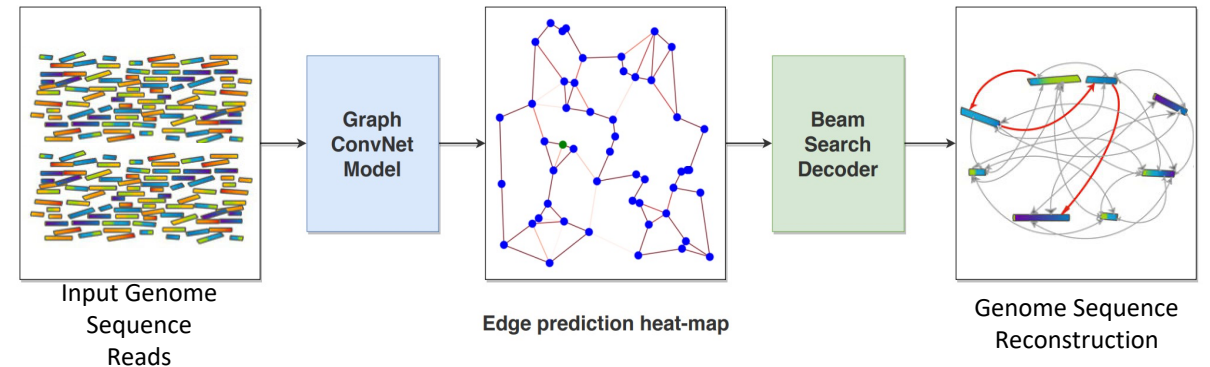 Input Genome
Sequence
Reads
Graph
ConvNet
Model
Edge prediction heat-map
Beam
Search
Decoder
Genome Sequence
Reconstruction